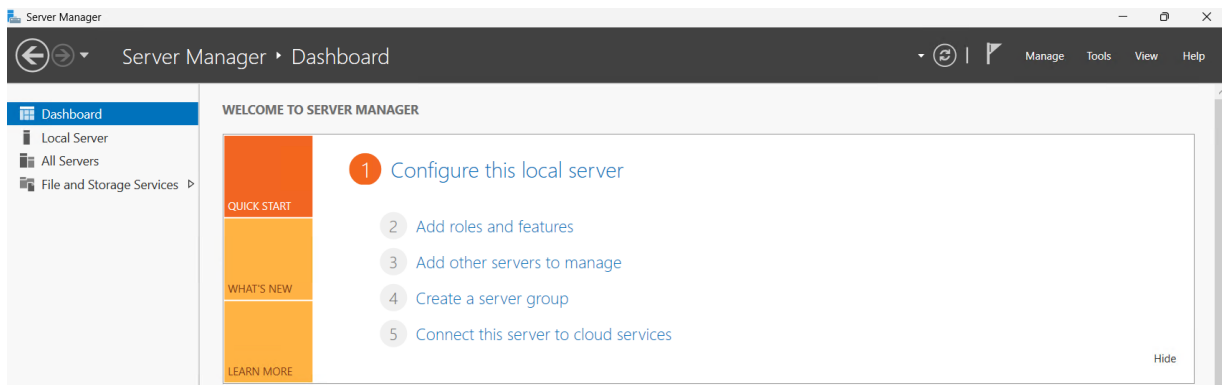 Server Manager
Server Manager ‣ Dashboard
Manage Tools View Help
Dashboard
Local Server
All Servers
File and Storage Services
WELCOME TO SERVER MANAGER
QUICK START
WHAT'S NEW
LEARN MORE
1 Configure this local server
2 Add roles and features
3 Add other servers to manage
4 Create a server group
5 Connect this server to cloud services
Hide